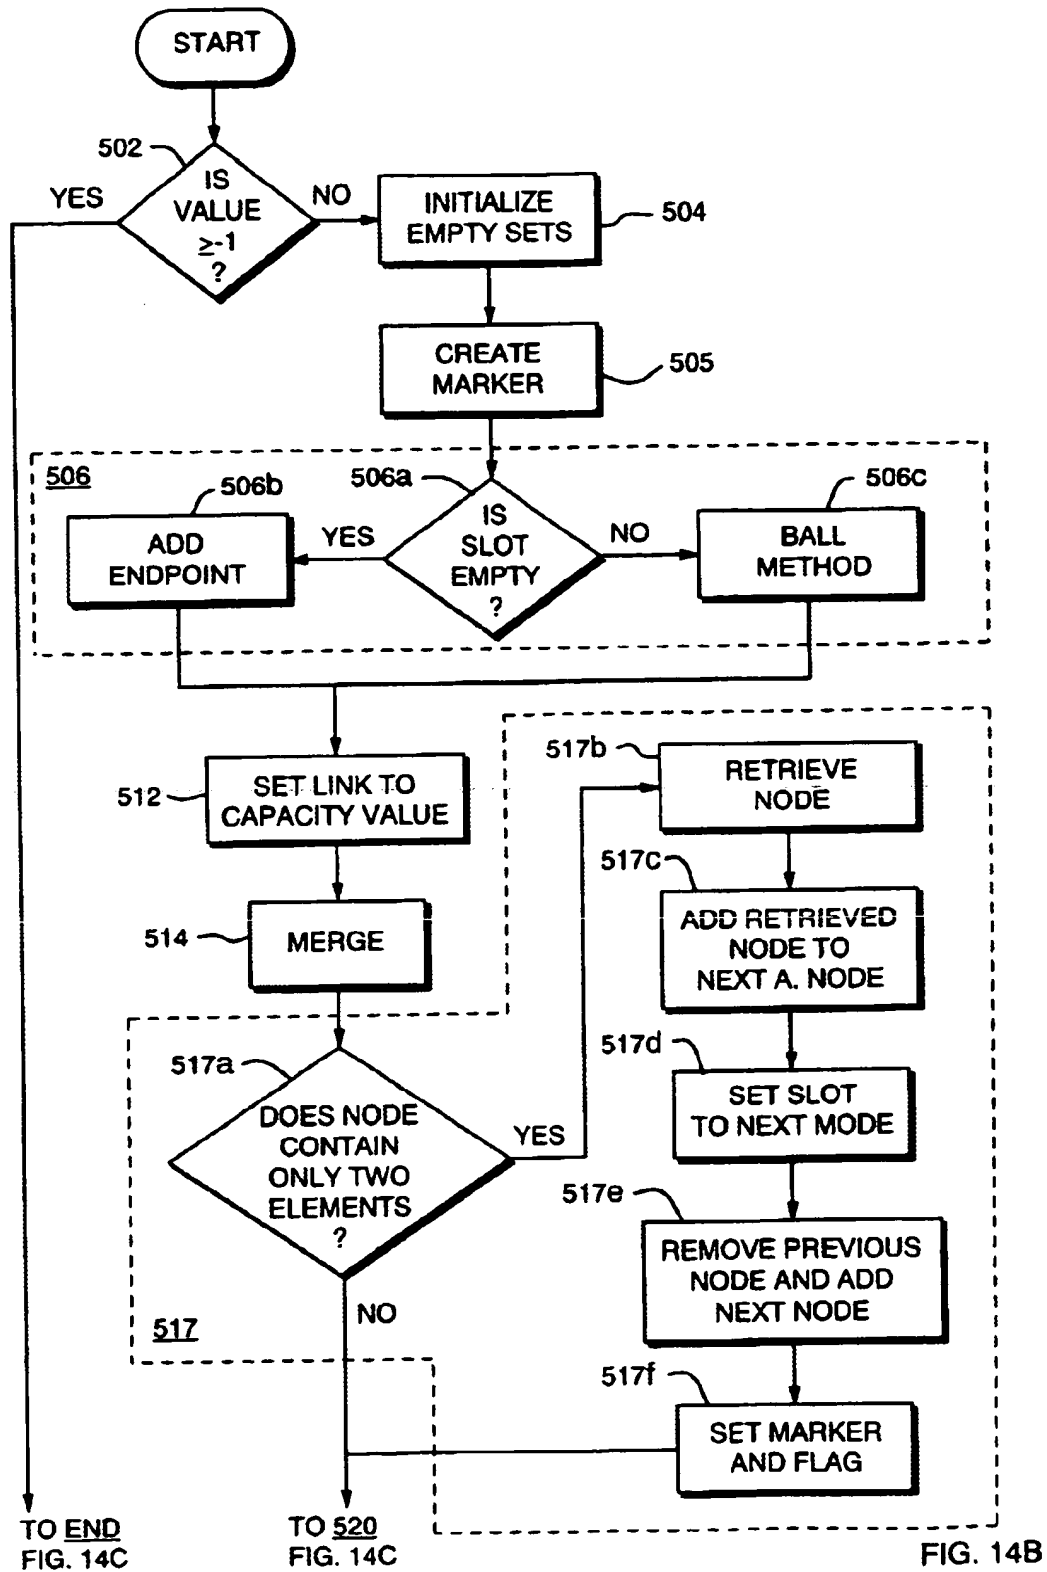 START
502
IS
VALUE
≥-1
?
YES
NO
INITIALIZE
EMPTY SETS
504
CREATE
MARKER
505
506
506b
506a
506c
ADD
ENDPOINT
YES
IS
SLOT
EMPTY
?
NO
BALL
METHOD
512
SET LINK TO
CAPACITY VALUE
517b
RETRIEVE
NODE
514
MERGE
517c
ADD RETRIEVED
NODE TO
NEXT A. NODE
517a
DOES NODE
CONTAIN
ONLY TWO
ELEMENTS
?
YES
517d
SET SLOT
TO NEXT MODE
517e
REMOVE PREVIOUS
NODE AND ADD
NEXT NODE
NO
517
517f
SET MARKER
AND FLAG
TO END
FIG. 14C
TO 520
FIG. 14C
FIG. 14B